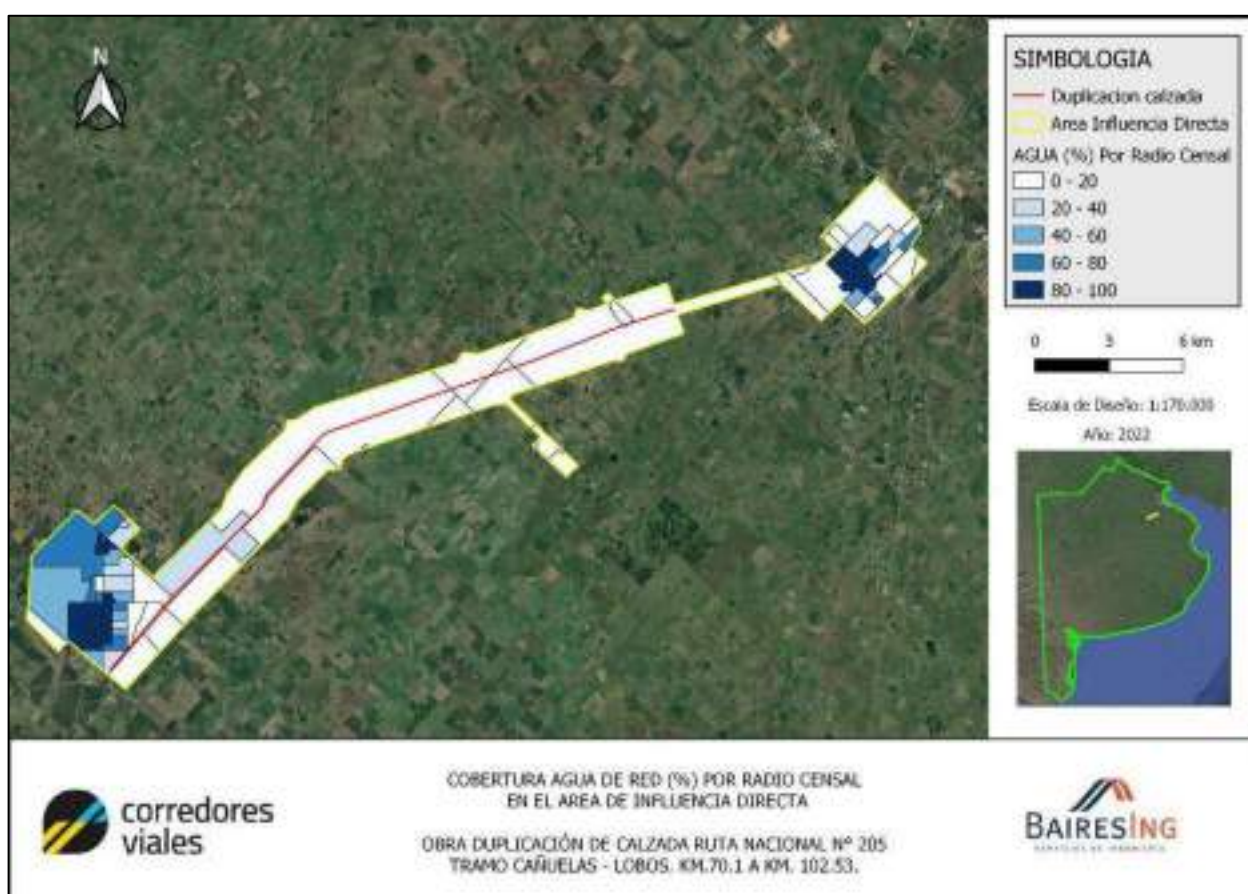 N
SIMBOLOGIA
Duplicacion calzada
Area Influencia Directa
AGUA (%) Por Radio Censal
0 - 20
20 - 40
40 - 60
60 - 80
80 - 100
0 3 6 km
Escala de Diseño: 1:170.000
Año: 2022
corredores
viales
COBERTURA AGUA DE RED (%) POR RADIO CENSAL
EN EL AREA DE INFLUENCIA DIRECTA
OBRA DUPLICACIÓN DE CALZADA RUTA NACIONAL Nº 205
TRAMO CAÑUELAS - LOBOS. KM.70.1 A KM. 102.53.
BAIRESING
SERVICIOS DE INGENIERÍA